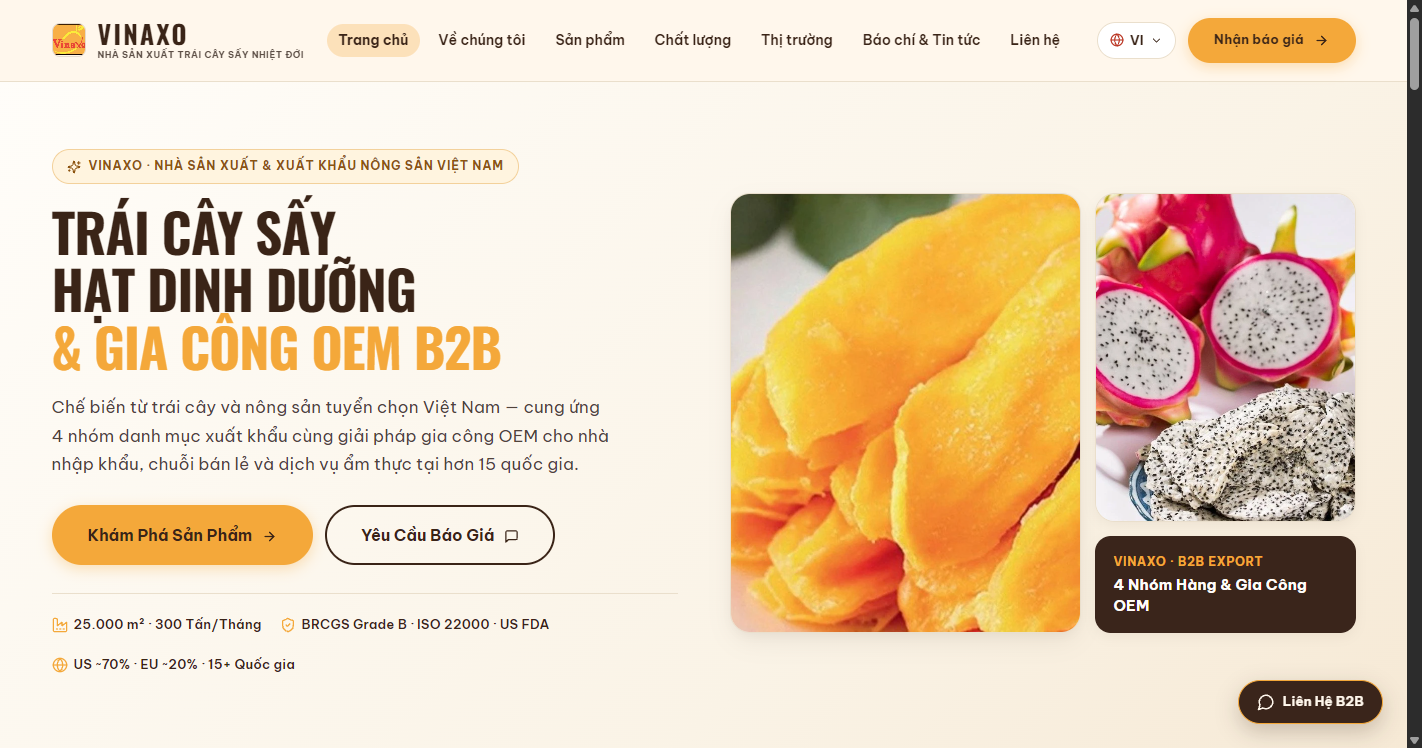 Vinaxo
VINAXO
NHÀ SẢN XUẤT TRÁI CÂY SẤY NHIỆT ĐỚI
Trang chủ
Về chúng tôi
Sản phẩm
Chất lượng
Thị trường
Báo chí & Tin tức
Liên hệ
VI
Nhận báo giá
VINAXO · NHÀ SẢN XUẤT & XUẤT KHẨU NÔNG SẢN VIỆT NAM
TRÁI CÂY SẤY
HẠT DINH DƯỠNG
& GIA CÔNG OEM B2B
Chế biến từ trái cây và nông sản tuyển chọn Việt Nam — cung ứng
4 nhóm danh mục xuất khẩu cùng giải pháp gia công OEM cho nhà
nhập khẩu, chuỗi bán lẻ và dịch vụ ẩm thực tại hơn 15 quốc gia.
Khám Phá Sản Phẩm
Yêu Cầu Báo Giá
25.000 m² · 300 Tấn/Tháng
BRCGS Grade B · ISO 22000 · US FDA
US ~70% · EU ~20% · 15+ Quốc gia
VINAXO · B2B EXPORT
4 Nhóm Hàng & Gia Công
OEM
Liên Hệ B2B